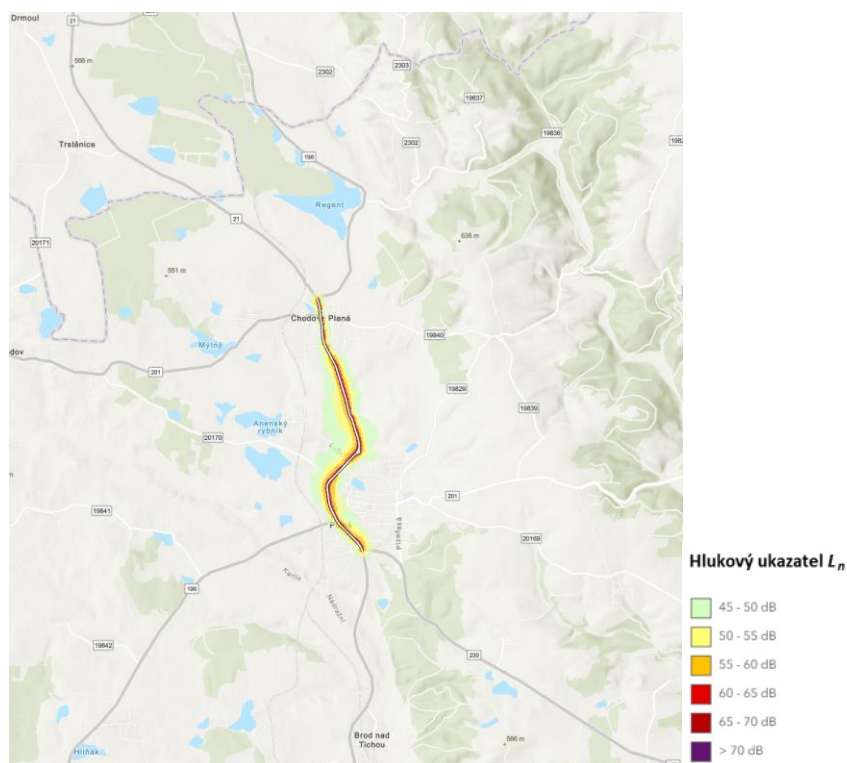 Drmoul
21
2303
2302
566 m
19837
19836
Trstěnice
198
2302
Regent
21
20171
638 m
551 m
Chodová Planá
19840
Mýtný
dov
201
19829
19839
Anenský
rybník
20170
201
19841
Plzeňská
20169
Karlín
198
Nádražní
19842
230
Brod nad
Tichou
566 m
Hliňák
Hlukový ukazatel Ln
45 - 50 dB
50 - 55 dB
55 - 60 dB
60 - 65 dB
65 - 70 dB
> 70 dB